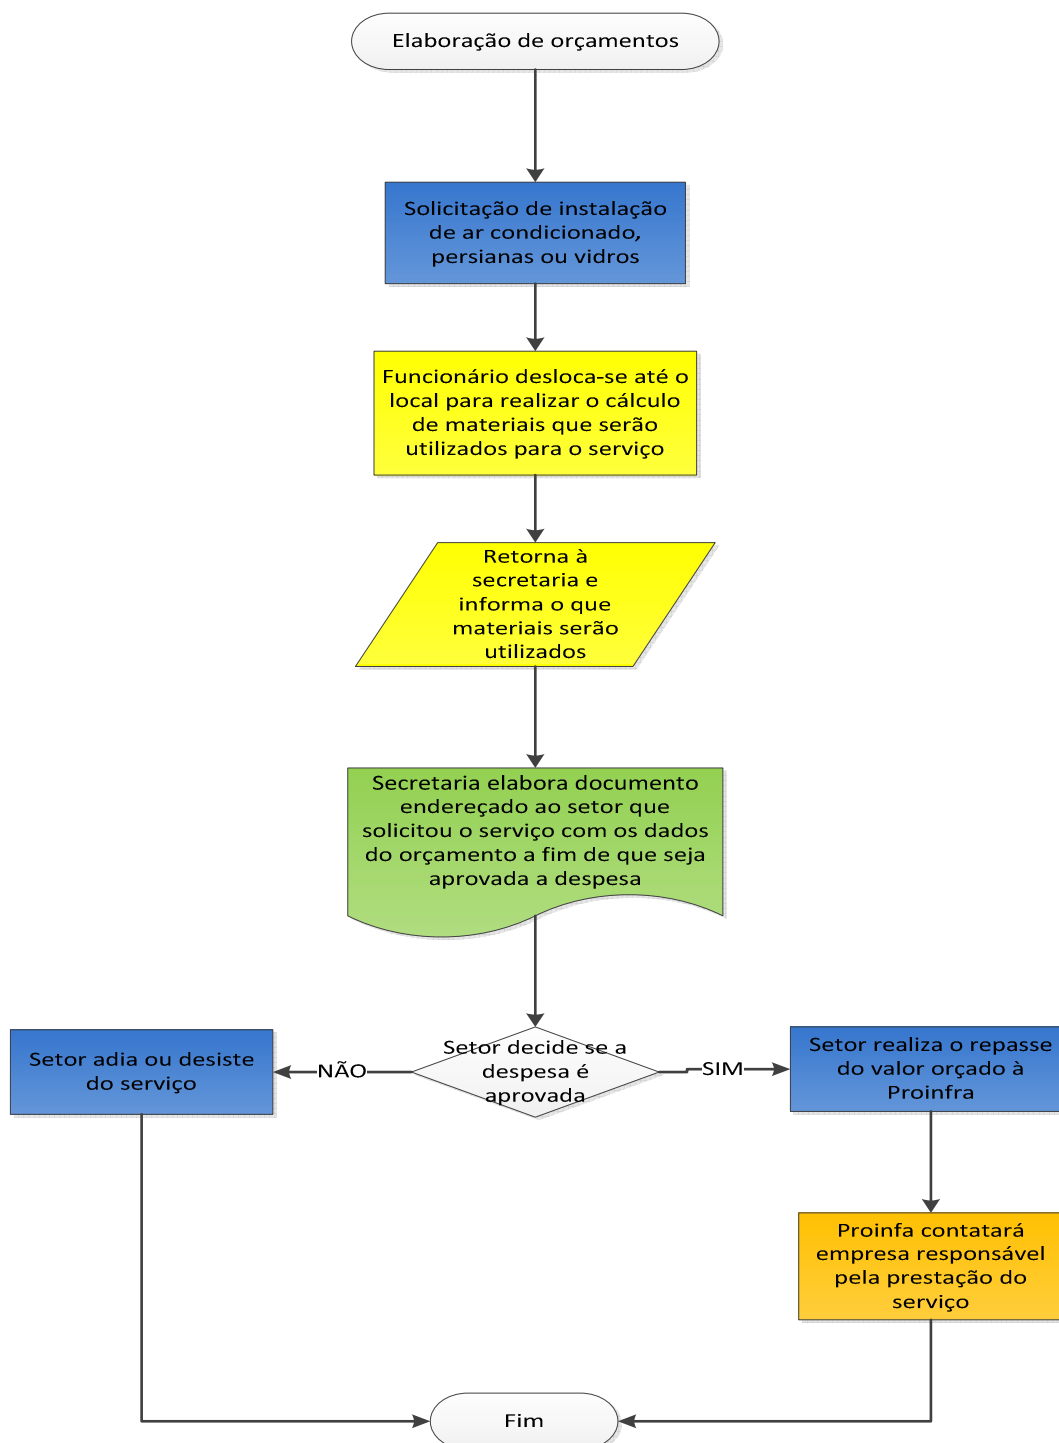 Elaboração de orçamentos
Solicitação de instalação
de ar condicionado,
persianas ou vidros
Funcionário desloca-se até o
local para realizar o cálculo
de materiais que serão
utilizados para o serviço
Retorna à
secretaria e
informa o que
materiais serão
utilizados
Secretaria elabora documento
endereçado ao setor que
solicitou o serviço com os dados
do orçamento a fim de que seja
aprovada a despesa
Setor decide se a
despesa é
aprovada
NÃO
Setor adia ou desiste
do serviço
SIM
Setor realiza o repasse
do valor orçado à
Proinfra
Proinfa contatará
empresa responsável
pela prestação do
serviço
Fim